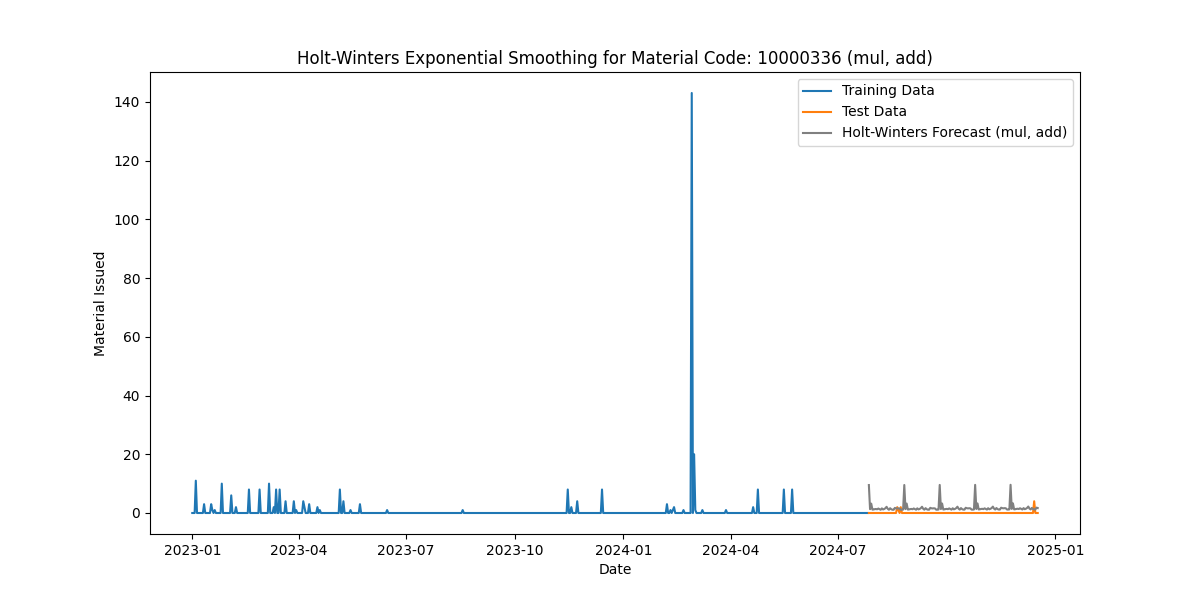 Holt-Winters Exponential Smoothing for Material Code: 10000336 (mul, add)
Training Data
Test Data
Holt-Winters Forecast (mul, add)
Material Issued
140
120
100
80
60
40
20
0
2023-01 2023-04 2023-07 2023-10 2024-01 2024-04 2024-07 2024-10 2025-01
Date